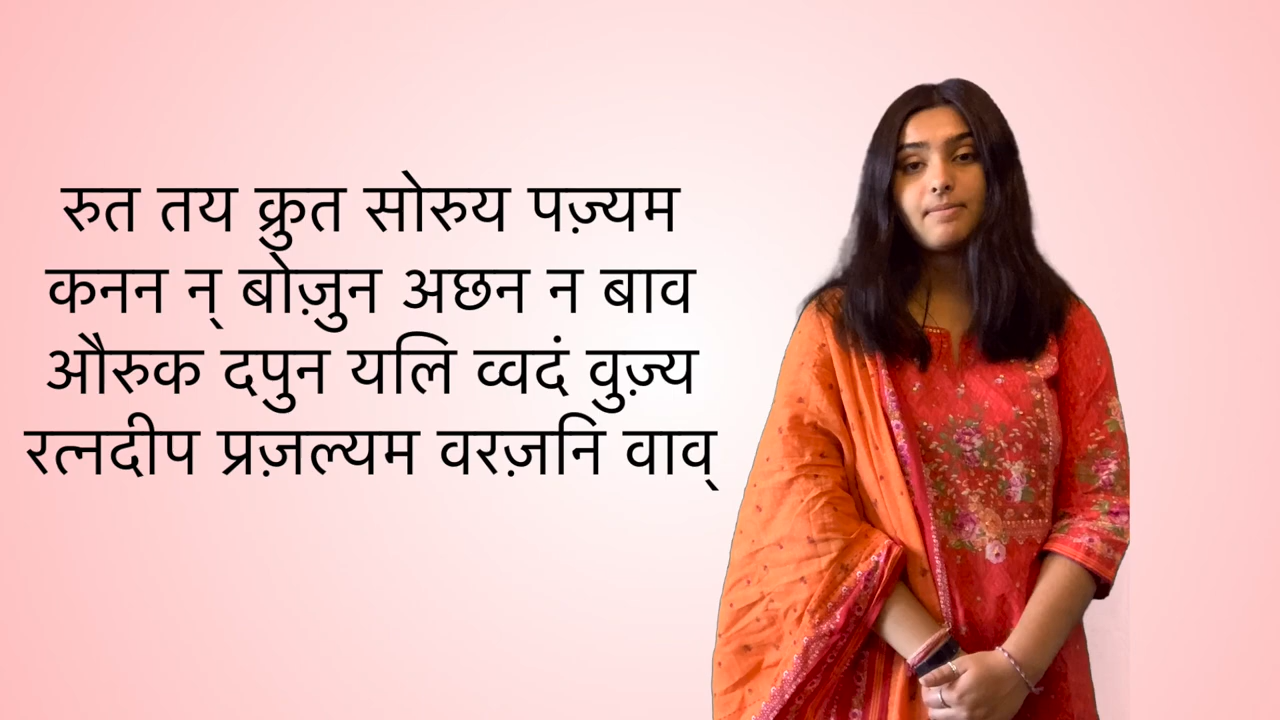 रुत तय क्रुत सोरुय पज़्यम
कनन न् बोज़ुन अछन न बाव
औरुक दपुन यलि व्वदं वुज़्य
रत्नदीप प्रज़ल्यम वरज़नि वाव्